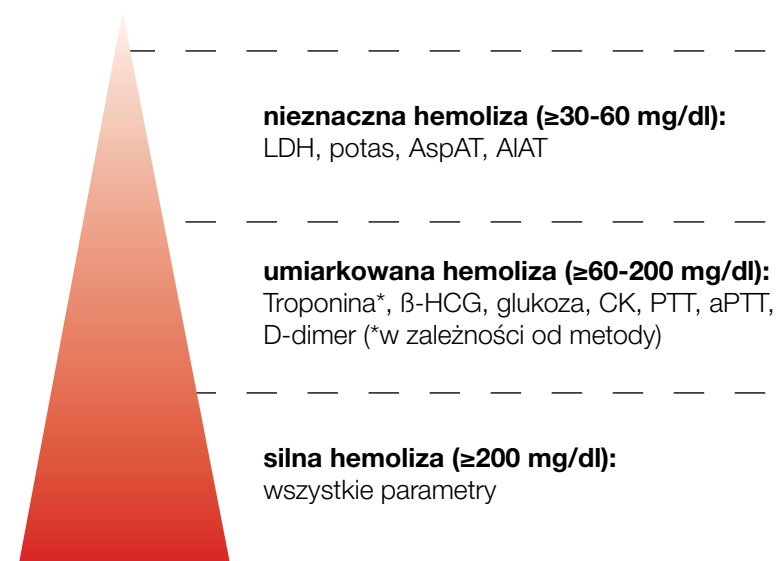 nieznaczna hemoliza (≥30-60 mg/dl):
LDH, potas, AspAT, AlAT
umiarkowana hemoliza (≥60-200 mg/dl):
Troponina*, ß-HCG, glukoza, CK, PTT, aPTT,
D-dimer (*w zależności od metody)
silna hemoliza (≥200 mg/dl):
wszystkie parametry